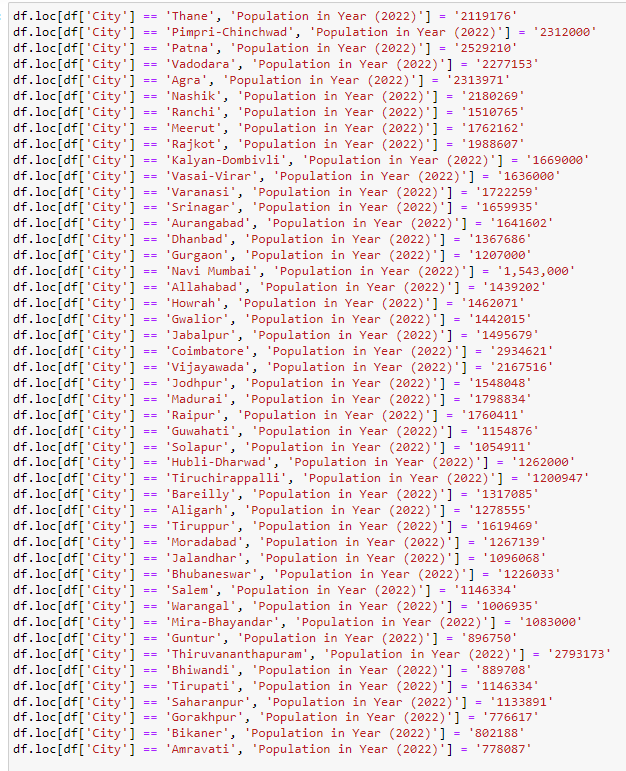 df.loc[df['City'] == 'Thane', 'Population in Year (2022)'] = '2119176'
df.loc[df['City'] == 'Pimpri-Chinchwad', 'Population in Year (2022)'] = '2312000'
df.loc[df['City'] == 'Patna', 'Population in Year (2022)'] = '2529210'
df.loc[df['City'] == 'Vadodara', 'Population in Year (2022)'] = '2277153'
df.loc[df['City'] == 'Agra', 'Population in Year (2022)'] = '2313971'
df.loc[df['City'] == 'Nashik', 'Population in Year (2022)'] = '2180269'
df.loc[df['City'] == 'Ranchi', 'Population in Year (2022)'] = '1510765'
df.loc[df['City'] == 'Meerut', 'Population in Year (2022)'] = '1762162'
df.loc[df['City'] == 'Rajkot', 'Population in Year (2022)'] = '1988607'
df.loc[df['City'] == 'Kalyan-Dombivli', 'Population in Year (2022)'] = '1669000'
df.loc[df['City'] == 'Vasai-Virar', 'Population in Year (2022)'] = '1636000'
df.loc[df['City'] == 'Varanasi', 'Population in Year (2022)'] = '1722259'
df.loc[df['City'] == 'Srinagar', 'Population in Year (2022)'] = '1659935'
df.loc[df['City'] == 'Aurangabad', 'Population in Year (2022)'] = '1641602'
df.loc[df['City'] == 'Dhanbad', 'Population in Year (2022)'] = '1367686'
df.loc[df['City'] == 'Gurgaon', 'Population in Year (2022)'] = '1207000'
df.loc[df['City'] == 'Navi Mumbai', 'Population in Year (2022)'] = '1,543,000'
df.loc[df['City'] == 'Allahabad', 'Population in Year (2022)'] = '1439202'
df.loc[df['City'] == 'Howrah', 'Population in Year (2022)'] = '1462071'
df.loc[df['City'] == 'Gwalior', 'Population in Year (2022)'] = '1442015'
df.loc[df['City'] == 'Jabalpur', 'Population in Year (2022)'] = '1495679'
df.loc[df['City'] == 'Coimbatore', 'Population in Year (2022)'] = '2934621'
df.loc[df['City'] == 'Vijayawada', 'Population in Year (2022)'] = '2167516'
df.loc[df['City'] == 'Jodhpur', 'Population in Year (2022)'] = '1548048'
df.loc[df['City'] == 'Madurai', 'Population in Year (2022)'] = '1798834'
df.loc[df['City'] == 'Raipur', 'Population in Year (2022)'] = '1760411'
df.loc[df['City'] == 'Guwahati', 'Population in Year (2022)'] = '1154876'
df.loc[df['City'] == 'Solapur', 'Population in Year (2022)'] = '1054911'
df.loc[df['City'] == 'Hubli-Dharwad', 'Population in Year (2022)'] = '1262000'
df.loc[df['City'] == 'Tiruchirappalli', 'Population in Year (2022)'] = '1200947'
df.loc[df['City'] == 'Bareilly', 'Population in Year (2022)'] = '1317085'
df.loc[df['City'] == 'Aligarh', 'Population in Year (2022)'] = '1278555'
df.loc[df['City'] == 'Tiruppur', 'Population in Year (2022)'] = '1619469'
df.loc[df['City'] == 'Moradabad', 'Population in Year (2022)'] = '1267139'
df.loc[df['City'] == 'Jalandhar', 'Population in Year (2022)'] = '1096068'
df.loc[df['City'] == 'Bhubaneswar', 'Population in Year (2022)'] = '1226033'
df.loc[df['City'] == 'Salem', 'Population in Year (2022)'] = '1146334'
df.loc[df['City'] == 'Warangal', 'Population in Year (2022)'] = '1006935'
df.loc[df['City'] == 'Mira-Bhayandar', 'Population in Year (2022)'] = '1083000'
df.loc[df['City'] == 'Guntur', 'Population in Year (2022)'] = '896750'
df.loc[df['City'] == 'Thiruvananthapuram', 'Population in Year (2022)'] = '2793173'
df.loc[df['City'] == 'Bhiwandi', 'Population in Year (2022)'] = '889708'
df.loc[df['City'] == 'Tirupati', 'Population in Year (2022)'] = '1146334'
df.loc[df['City'] == 'Saharanpur', 'Population in Year (2022)'] = '1133891'
df.loc[df['City'] == 'Gorakhpur', 'Population in Year (2022)'] = '776617'
df.loc[df['City'] == 'Bikaner', 'Population in Year (2022)'] = '802188'
df.loc[df['City'] == 'Amravati', 'Population in Year (2022)'] = '778087'